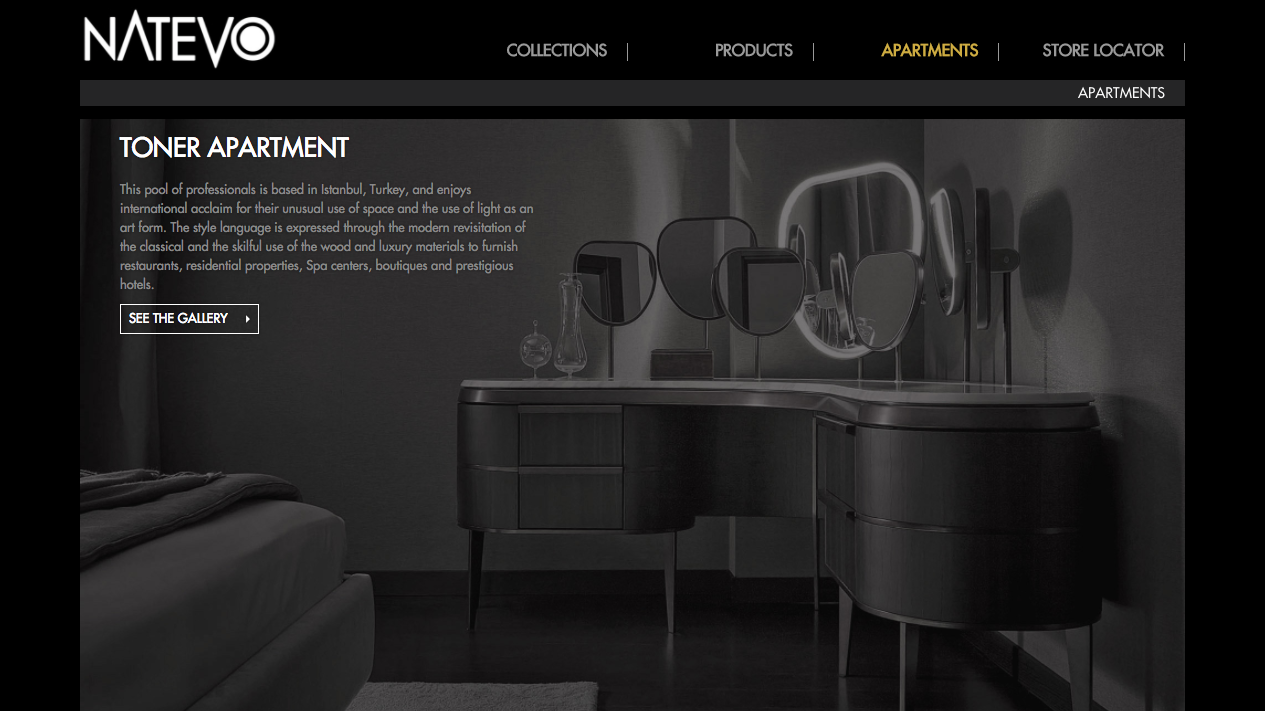 NATEVO
COLLECTIONS
PRODUCTS
APARTMENTS
STORE LOCATOR
APARTMENTS
TONER APARTMENT
This pool of professionals is based in Istanbul, Turkey, and enjoys
international acclaim for their unusual use of space and the use of light as an
art form. The style language is expressed through the modern revisitation of
the classical and the skilful use of the wood and luxury materials to furnish
restaurants, residential properties, Spa centers, boutiques and prestigious
hotels.
SEE THE GALLERY